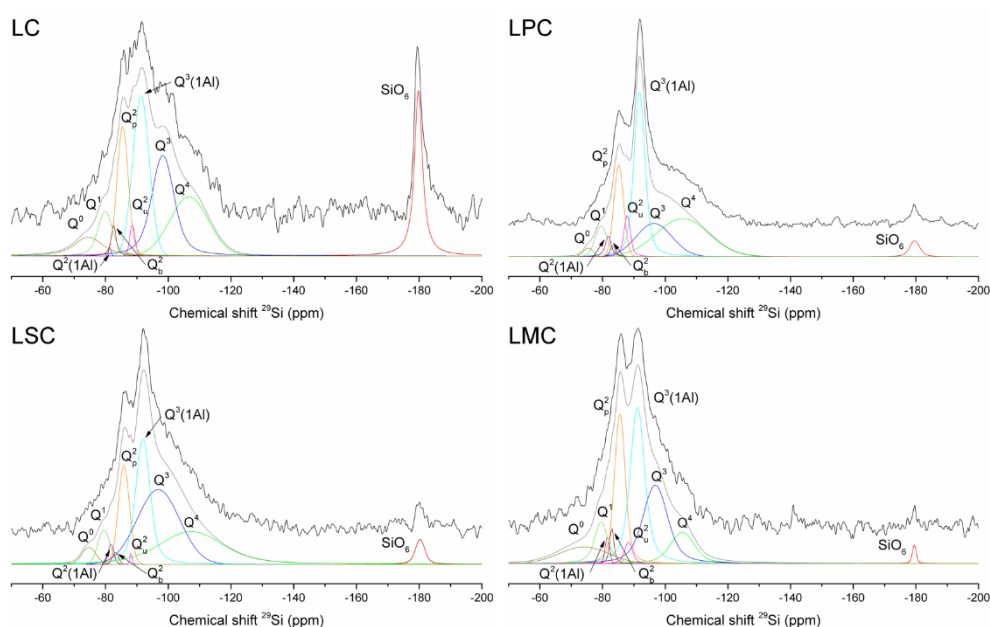 LC
Q³(1Al)
SiO₆
Q²ₚ
Q³
Q¹
Q²ᵤ
Q⁴
Q⁰
Q²(1Al)
Q²_b
-60 -80 -100 -120 -140 -160 -180 -200
Chemical shift ²⁹Si (ppm)
LPC
Q³(1Al)
Q²ₚ
Q²ᵤ
Q⁴
Q¹
Q³
Q⁰
SiO₆
Q²(1Al)
Q²_b
-60 -80 -100 -120 -140 -160 -180 -200
Chemical shift ²⁹Si (ppm)
LSC
Q³(1Al)
Q²ₚ
Q³
Q¹
Q⁴
Q⁰
Q²ᵤ
SiO₆
Q²(1Al)
Q²_b
-60 -80 -100 -120 -140 -160 -180 -200
Chemical shift ²⁹Si (ppm)
LMC
Q³(1Al)
Q²ₚ
Q³
Q¹
Q²ᵤ
Q⁴
Q⁰
SiO₆
Q²(1Al)
Q²_b
-60 -80 -100 -120 -140 -160 -180 -200
Chemical shift ²⁹Si (ppm)